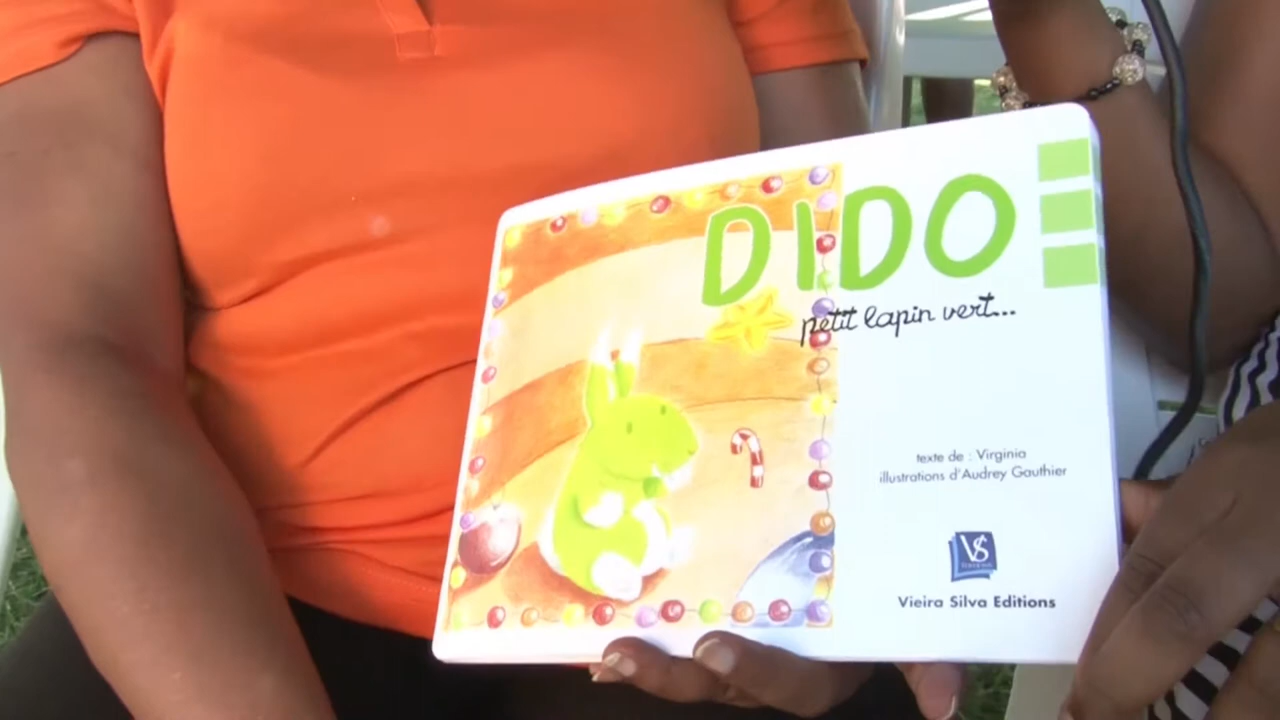 DIDO
petit lapin vert...
texte de : Virginia
illustrations d'Audrey Gauthier
VS
Vieira Silva Editions